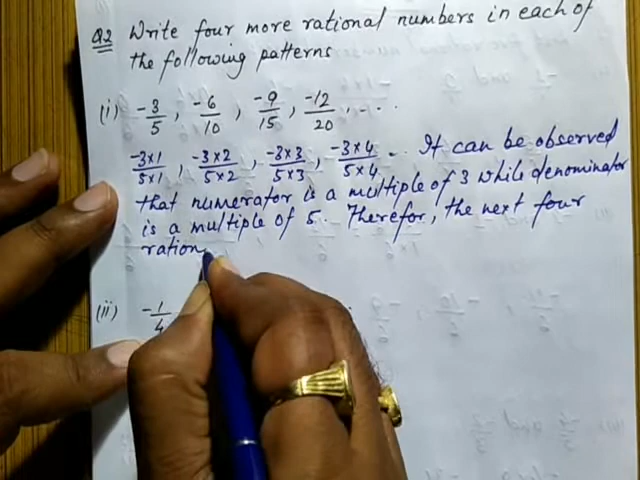 Q2 Write four more rational numbers in each of
the following patterns
(i) -3/5, -6/10, -9/15, -12/20, ....
-3×1/5×1, -3×2/5×2, -3×3/5×3, -3×4/5×4 .. It can be observed
that numerator is a multiple of 3 while denominator
is a multiple of 5. Therefor, the next four
ration
(ii) -1/4